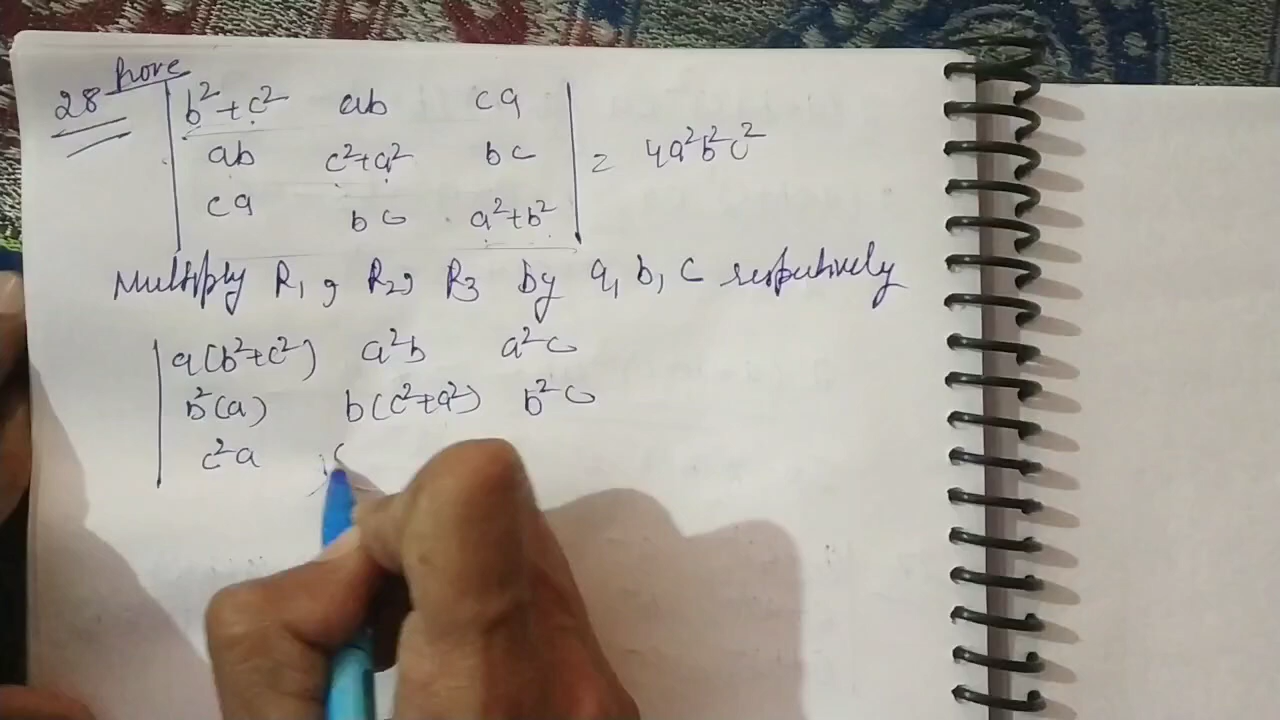 28 Prove
b²+c² ab ca
ab c²+a² bc = 4a²b²c²
ca bc a²+b²
Multiply R₁, R₂, R₃ by a, b, c respectively
a(b²+c²) a²b a²c
b²(a) b(c²+a²) b²c
c²a c